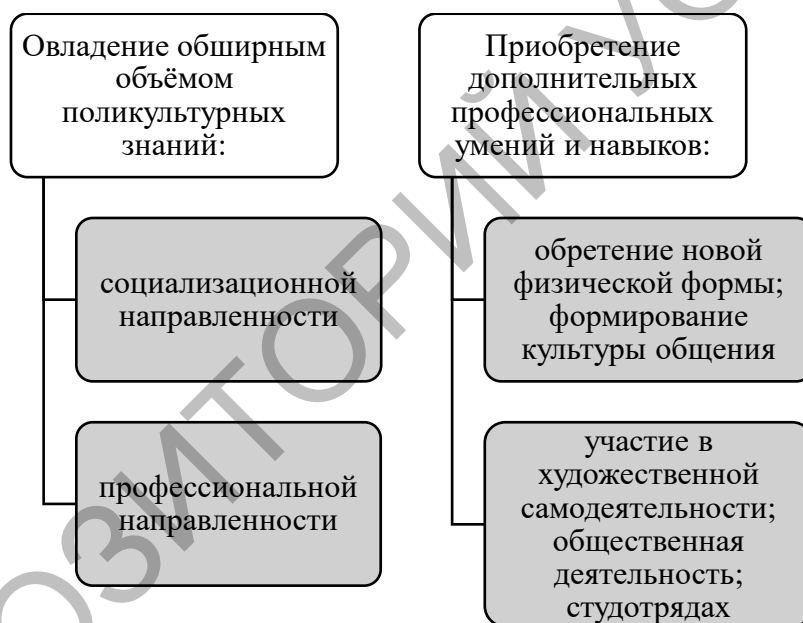 Овладение обширным
объёмом
поликультурных
знаний:
социализационной
направленности
профессиональной
направленности
Приобретение
дополнительных
профессиональных
умений и навыков:
обретение новой
физической формы;
формирование
культуры общения
участие в
художественной
самодеятельности;
общественная
деятельность;
студотрядах